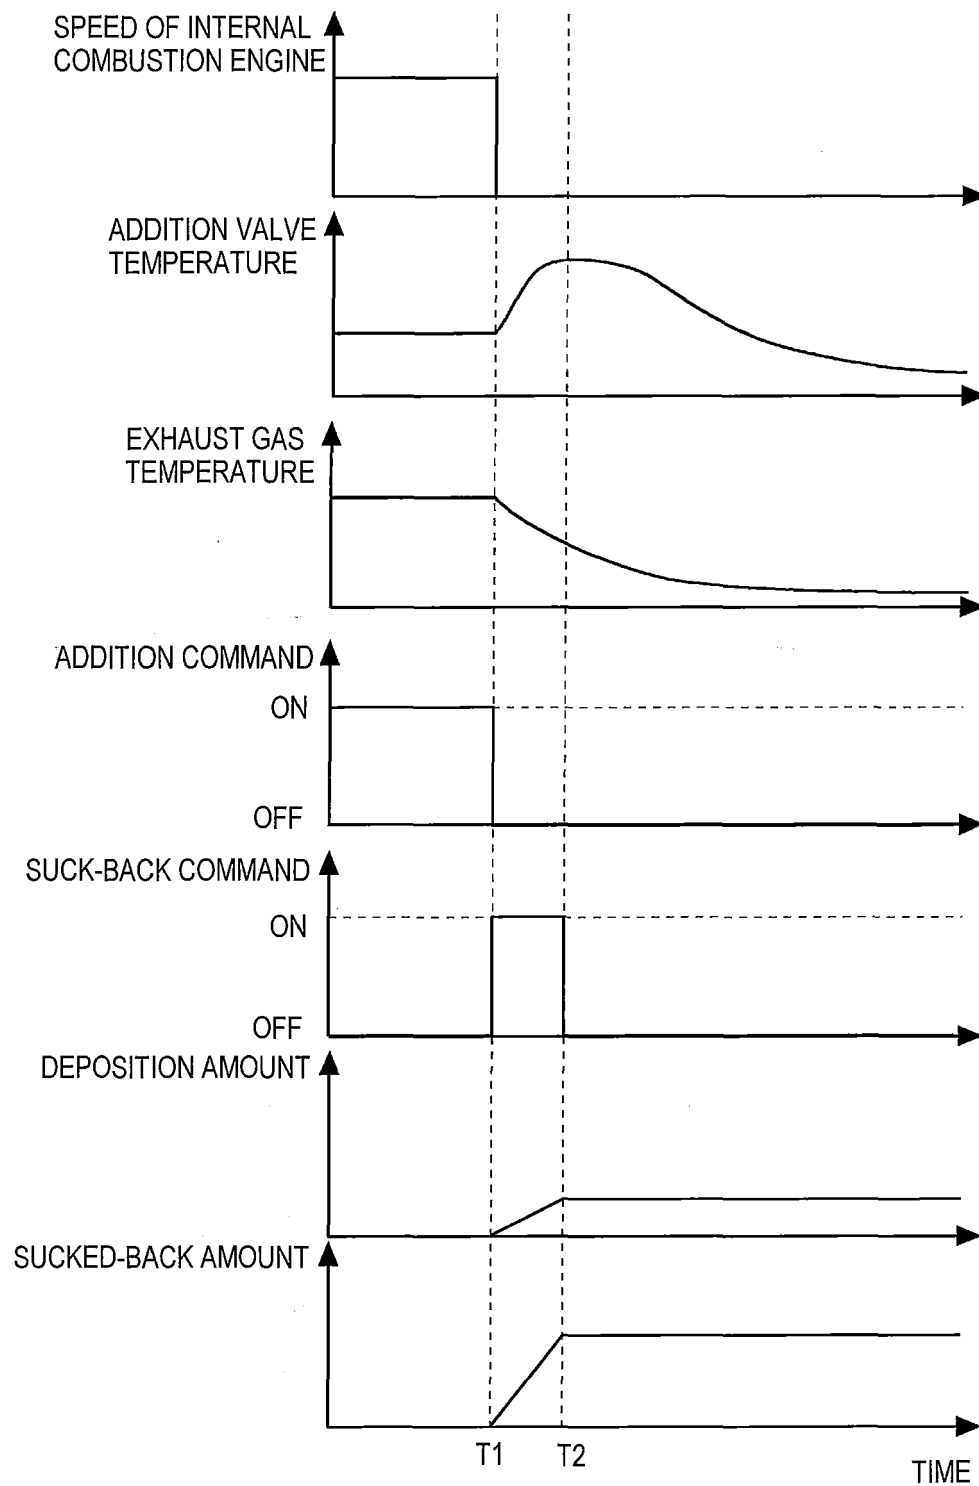 SPEED OF INTERNAL
COMBUSTION ENGINE
ADDITION VALVE
TEMPERATURE
EXHAUST GAS
TEMPERATURE
ADDITION COMMAND
ON
OFF
SUCK-BACK COMMAND
ON
OFF
DEPOSITION AMOUNT
SUCKED-BACK AMOUNT
T1
T2
TIME